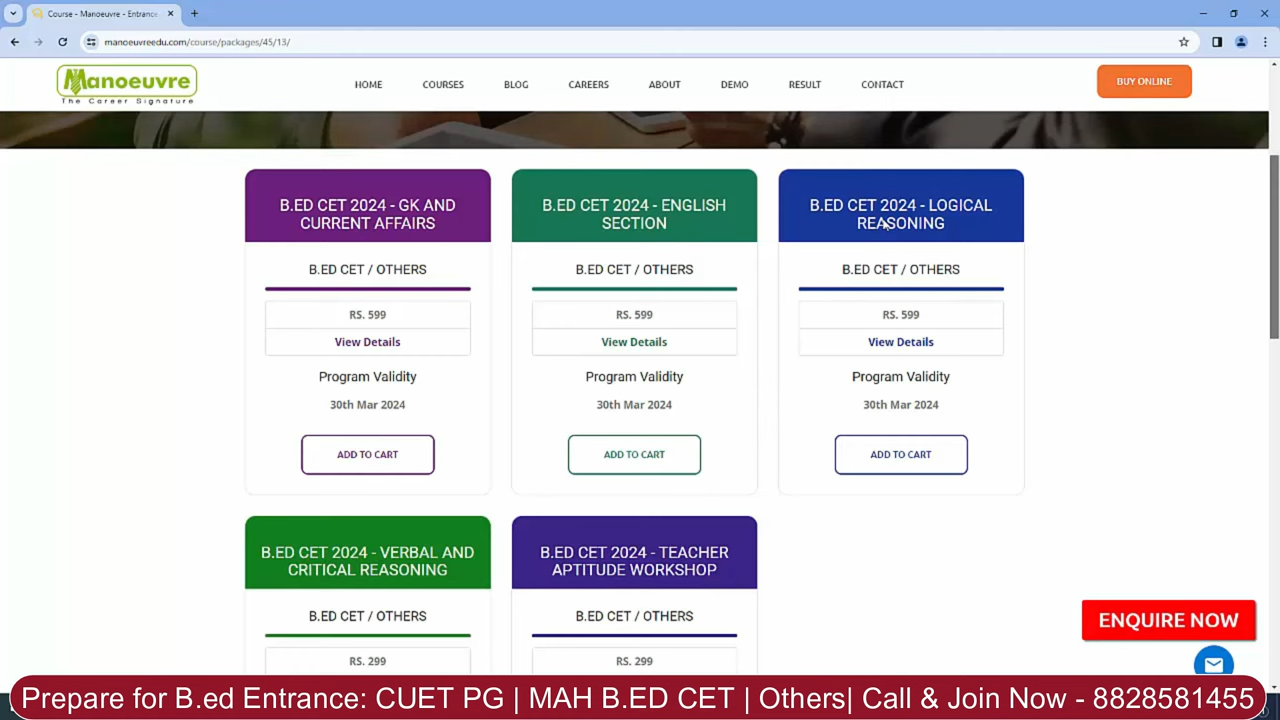 Course - Manoeuvre - Entrance
manoeuvreedu.com/course/packages/45/13/
Manoeuvre
The Career Signature
HOME
COURSES
BLOG
CAREERS
ABOUT
DEMO
RESULT
CONTACT
BUY ONLINE
B.ED CET 2024 - GK AND
CURRENT AFFAIRS
B.ED CET / OTHERS
RS. 599
View Details
Program Validity
30th Mar 2024
ADD TO CART
B.ED CET 2024 - ENGLISH
SECTION
B.ED CET / OTHERS
RS. 599
View Details
Program Validity
30th Mar 2024
ADD TO CART
B.ED CET 2024 - LOGICAL
REASONING
B.ED CET / OTHERS
RS. 599
View Details
Program Validity
30th Mar 2024
ADD TO CART
B.ED CET 2024 - VERBAL AND
CRITICAL REASONING
B.ED CET / OTHERS
RS. 299
B.ED CET 2024 - TEACHER
APTITUDE WORKSHOP
B.ED CET / OTHERS
RS. 299
ENQUIRE NOW
Prepare for B.ed Entrance: CUET PG | MAH B.ED CET | Others| Call & Join Now - 8828581455